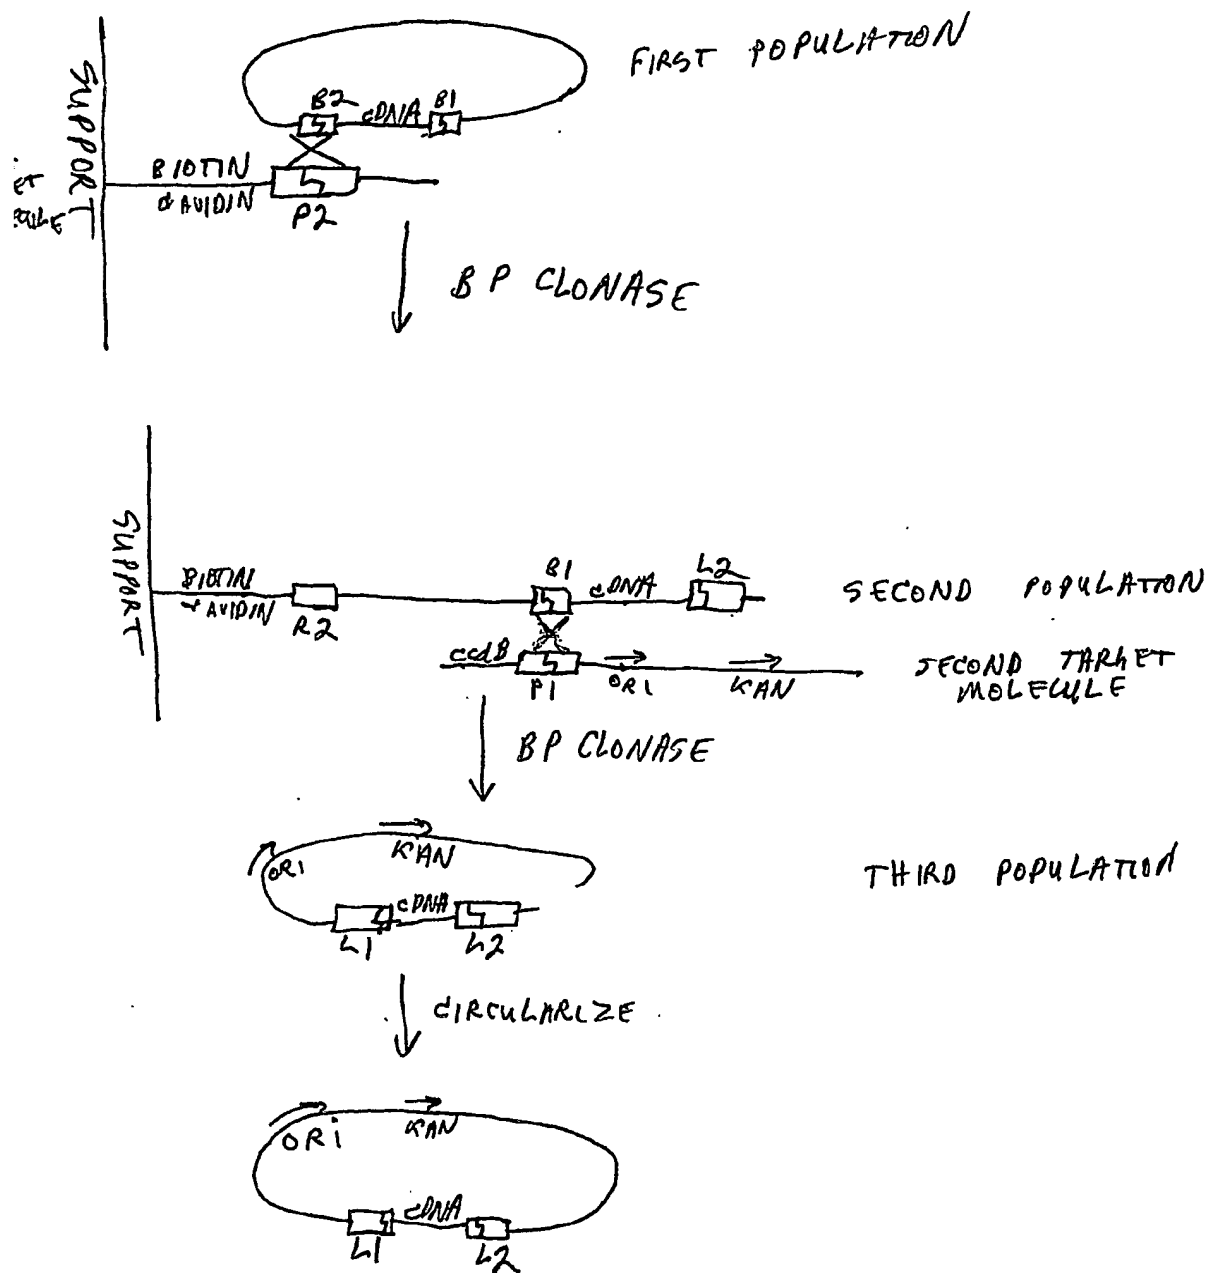 FIRST POPULATION
SUPPORT
B2 cDNA B1
BIOTIN
AVIDIN
P2
BP CLONASE
SUPPORT
BIOTIN
AVIDIN
R2
B1 cDNA L2
SECOND POPULATION
ccdB P1 ORI KAN
SECOND TARGET
MOLECULE
BP CLONASE
ORI KAN
THIRD POPULATION
cDNA
L1 L2
CIRCULARIZE
ORi KAN
cDNA
L1 L2